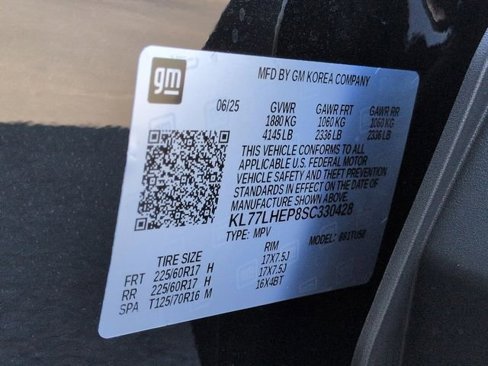 gm
MFD BY GM KOREA COMPANY
06/25 GVWR GAWR FRT GAWR RR
1880 KG 1060 KG 1060 KG
4145 LB 2336 LB 2336 LB
THIS VEHICLE CONFORMS TO ALL
APPLICABLE U.S. FEDERAL MOTOR
VEHICLE SAFETY AND THEFT PREVENTION
STANDARDS IN EFFECT ON THE DATE OF
MANUFACTURE SHOWN ABOVE.
KL77LHEP8SC330428
TYPE: MPV MODEL:
TIRE SIZE RIM
FRT 225/60R17 H 17X7.5J
RR 225/60R17 H 17X7.5J
SPA T125/70R16 M 16X4BT